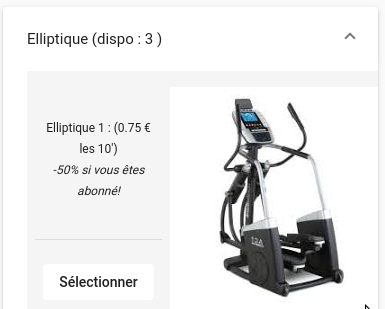 Elliptique (dispo : 3 )
Elliptique 1 : (0.75 €
les 10')
-50% si vous êtes
abonné!
Sélectionner